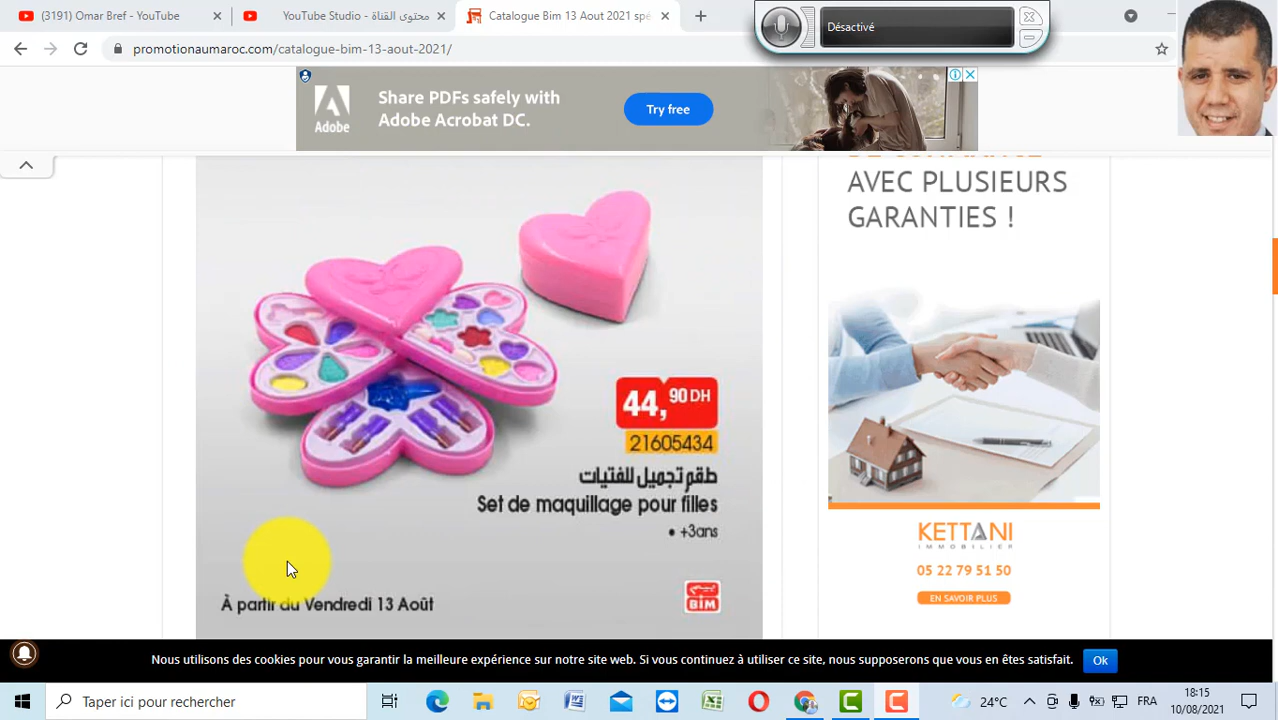 (3191) Omar Bref - YouTube
محتوى القناة - YouTube Studio
Catalogue Bim 13 Aout 2021 spé
Désactivé
promotionaumaroc.com/catalogue-bim-13-aout-2021/
Adobe
Share PDFs safely with
Adobe Acrobat DC.
Try free
AVEC PLUSIEURS
GARANTIES !
44,90 DH
21605434
طقم تجميل للفتيات
Set de maquillage pour filles
• +3ans
À partir du Vendredi 13 Août
BİM
KETTANI
IMMOBILIER
05 22 79 51 50
EN SAVOIR PLUS
Nous utilisons des cookies pour vous garantir la meilleure expérience sur notre site web. Si vous continuez à utiliser ce site, nous supposerons que vous en êtes satisfait.
Ok
Taper ici pour rechercher
24°C
FRA
18:15
10/08/2021